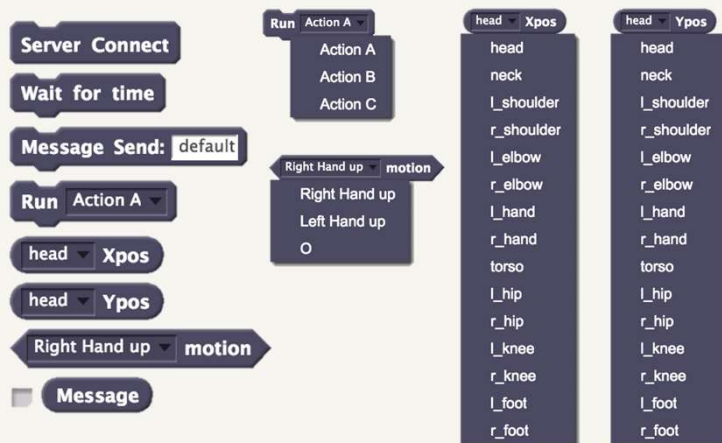 Server Connect
Wait for time
Message Send: default
Run Action A
head Xpos
head Ypos
Right Hand up motion
Message
Run Action A
Action A
Action B
Action C
Right Hand up motion
Right Hand up
Left Hand up
O
head Xpos
head
neck
l_shoulder
r_shoulder
l_elbow
r_elbow
l_hand
r_hand
torso
l_hip
r_hip
l_knee
r_knee
l_foot
r_foot
head Ypos
head
neck
l_shoulder
r_shoulder
l_elbow
r_elbow
l_hand
r_hand
torso
l_hip
r_hip
l_knee
r_knee
l_foot
r_foot